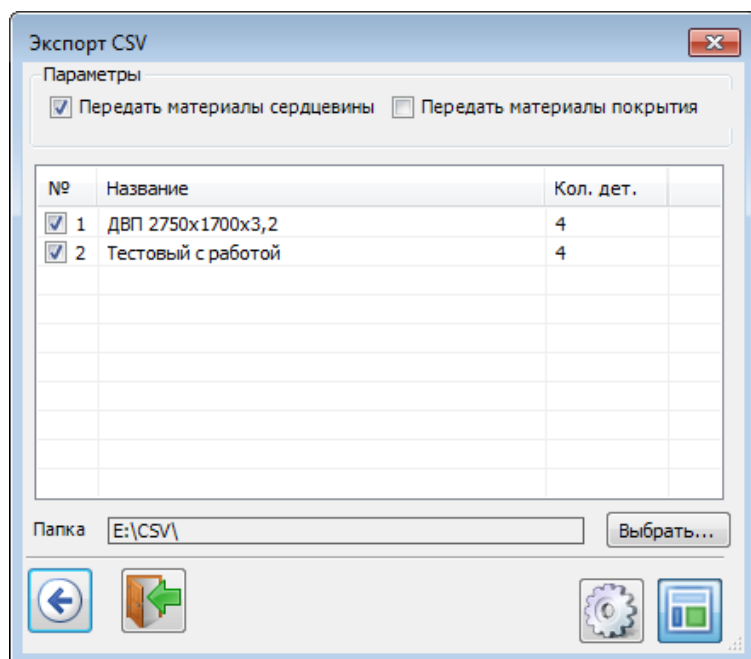 Экспорт CSV
Параметры
Передать материалы сердцевины Передать материалы покрытия
№ Название Кол. дет.
1 ДВП 2750х1700х3,2 4
2 Тестовый с работой 4
Папка E:\CSV\ Выбрать...